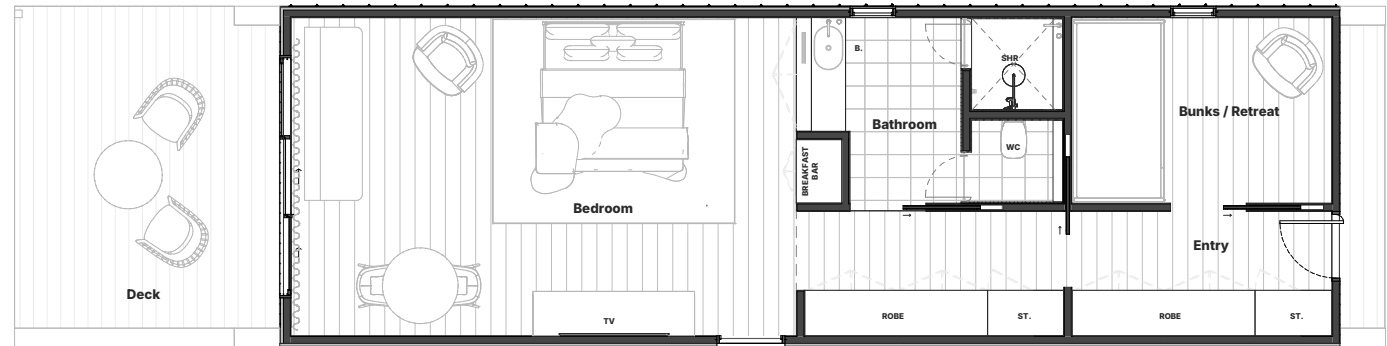 SHR
B.
Bunks / Retreat
Bathroom
WC
BREAKFAST
BAR
Bedroom
Entry
Deck
TV
ROBE
ST.
ROBE
ST.